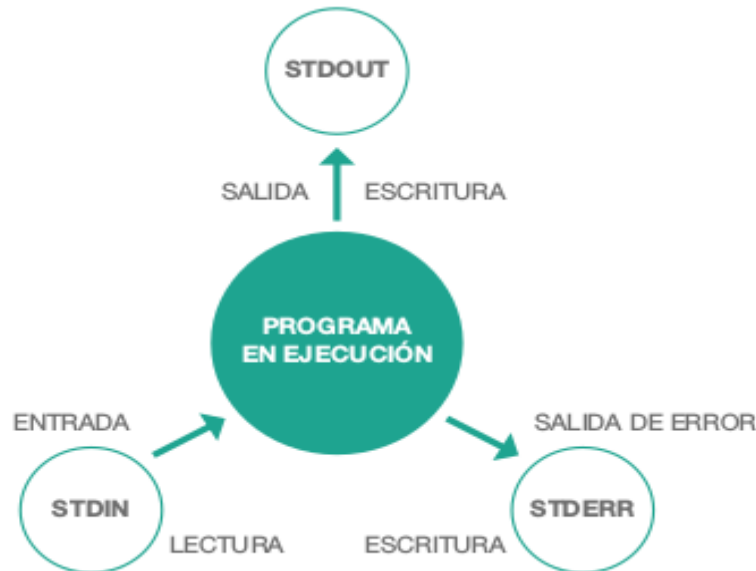 STDOUT
SALIDA ESCRITURA
PROGRAMA
EN EJECUCIÓN
ENTRADA
SALIDA DE ERROR
STDIN
STDERR
LECTURA
ESCRITURA